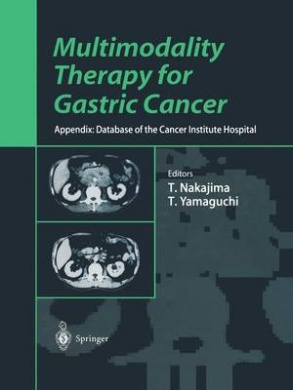 Multimodality
Therapy for
Gastric Cancer
Appendix: Database of the Cancer Institute Hospital
Editors
T. Nakajima
T. Yamaguchi
Springer